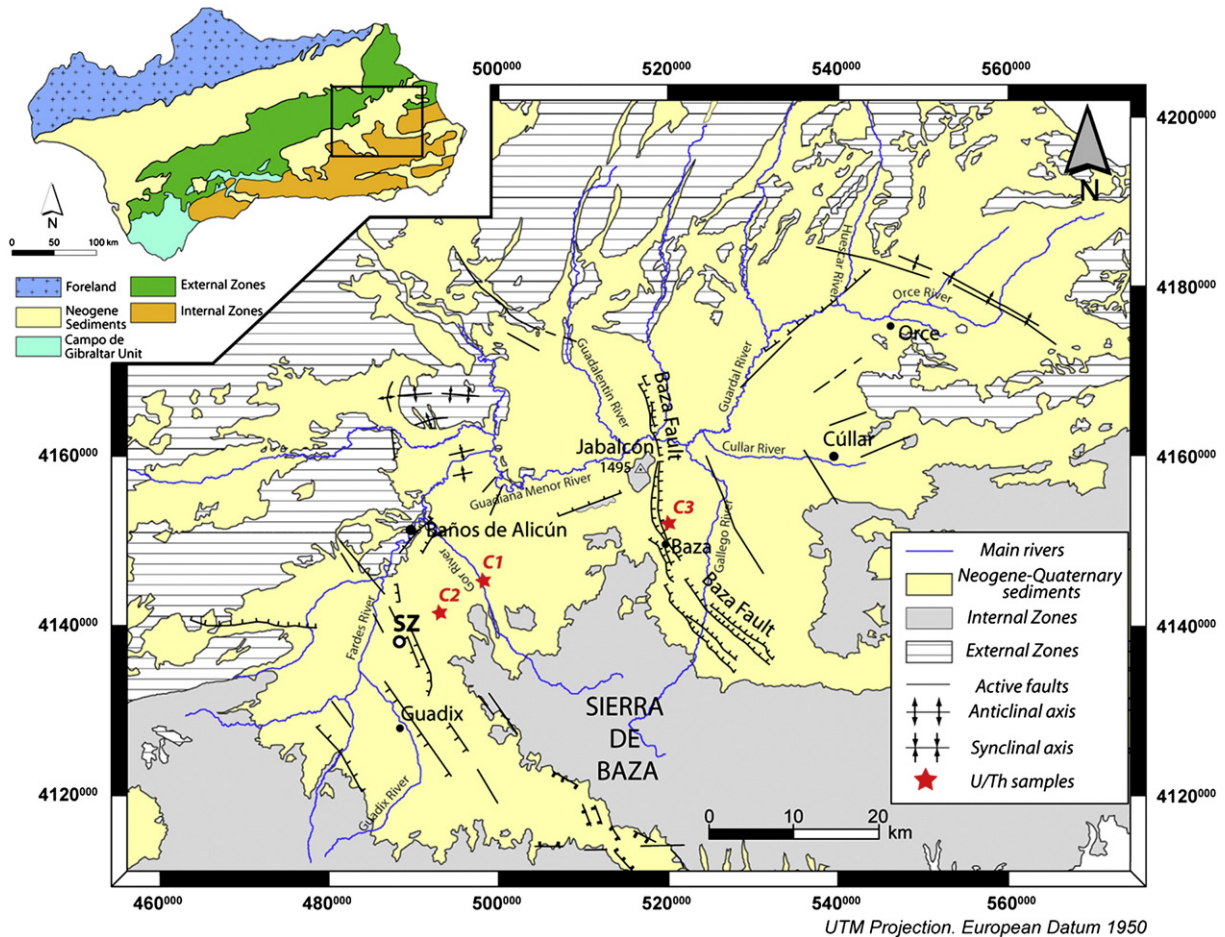 N
0 50 100 km
Foreland
Neogene
Sediments
Campo de
Gibraltar Unit
External Zones
Internal Zones
500⁰⁰⁰ 520⁰⁰⁰ 540⁰⁰⁰ 560⁰⁰⁰
4200⁰⁰⁰
4180⁰⁰⁰
4160⁰⁰⁰
4140⁰⁰⁰
4120⁰⁰⁰
N
Huescar River
Orce River
Orce
Guadalentin River
Guardal River
Baza Fault
Jabalcón
1495
Cullar River
Cúllar
4160⁰⁰⁰
Guadiana Menor River
Baños de Alicún
C3
Baza
Gallego River
Gor River
C1
C2
SZ
Baza Fault
4140⁰⁰⁰
Fardes River
Guadix
SIERRA
DE
BAZA
Guadix River
4120⁰⁰⁰
Main rivers
Neogene-Quaternary
sediments
Internal Zones
External Zones
Active faults
Anticlinal axis
Synclinal axis
U/Th samples
0 10 20
km
460⁰⁰⁰ 480⁰⁰⁰ 500⁰⁰⁰ 520⁰⁰⁰ 540⁰⁰⁰ 560⁰⁰⁰
UTM Projection. European Datum 1950